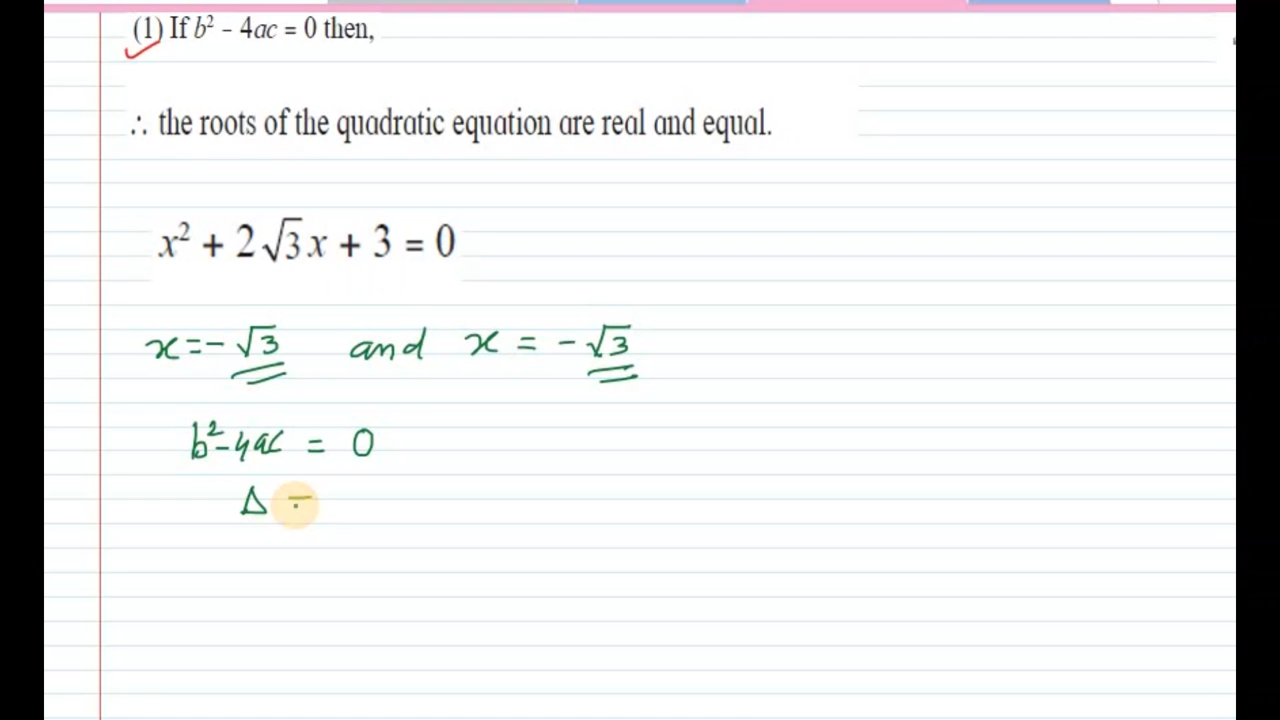 (1) If b² – 4ac = 0 then,
∴ the roots of the quadratic equation are real and equal.
x² + 2√3x + 3 = 0
x = -√3 and x = -√3
b²-4ac = 0
Δ =